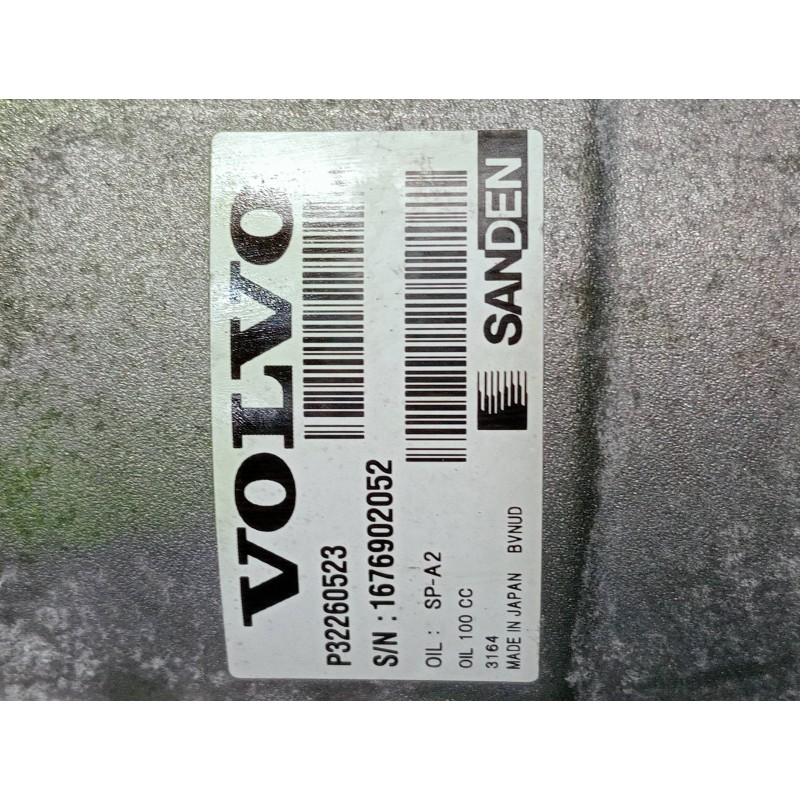 VOLVO
P32260523
S/N : 1676902052
OIL : SP-A2
OIL 100 CC
3164
MADE IN JAPAN BVNUD
SANDEN